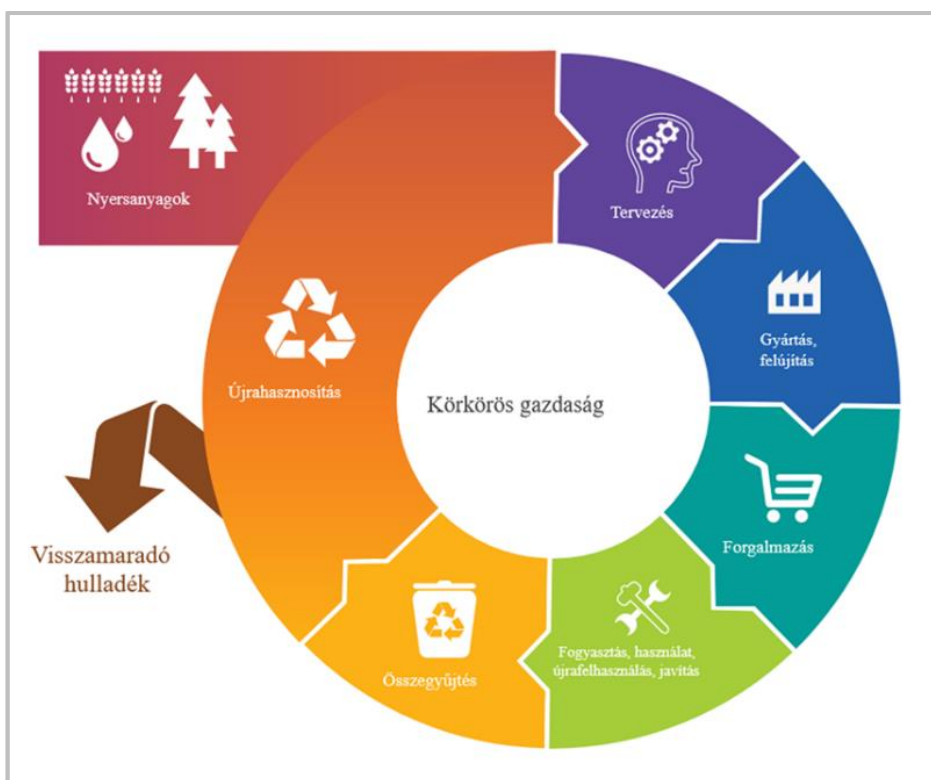 Nyersanyagok
Tervezés
Gyártás,
felújítás
Újrahasznosítás
Körkörös gazdaság
Forgalmazás
Visszamaradó
hulladék
Fogyasztás, használat,
újrafelhasználás, javítás
Összegyűjtés